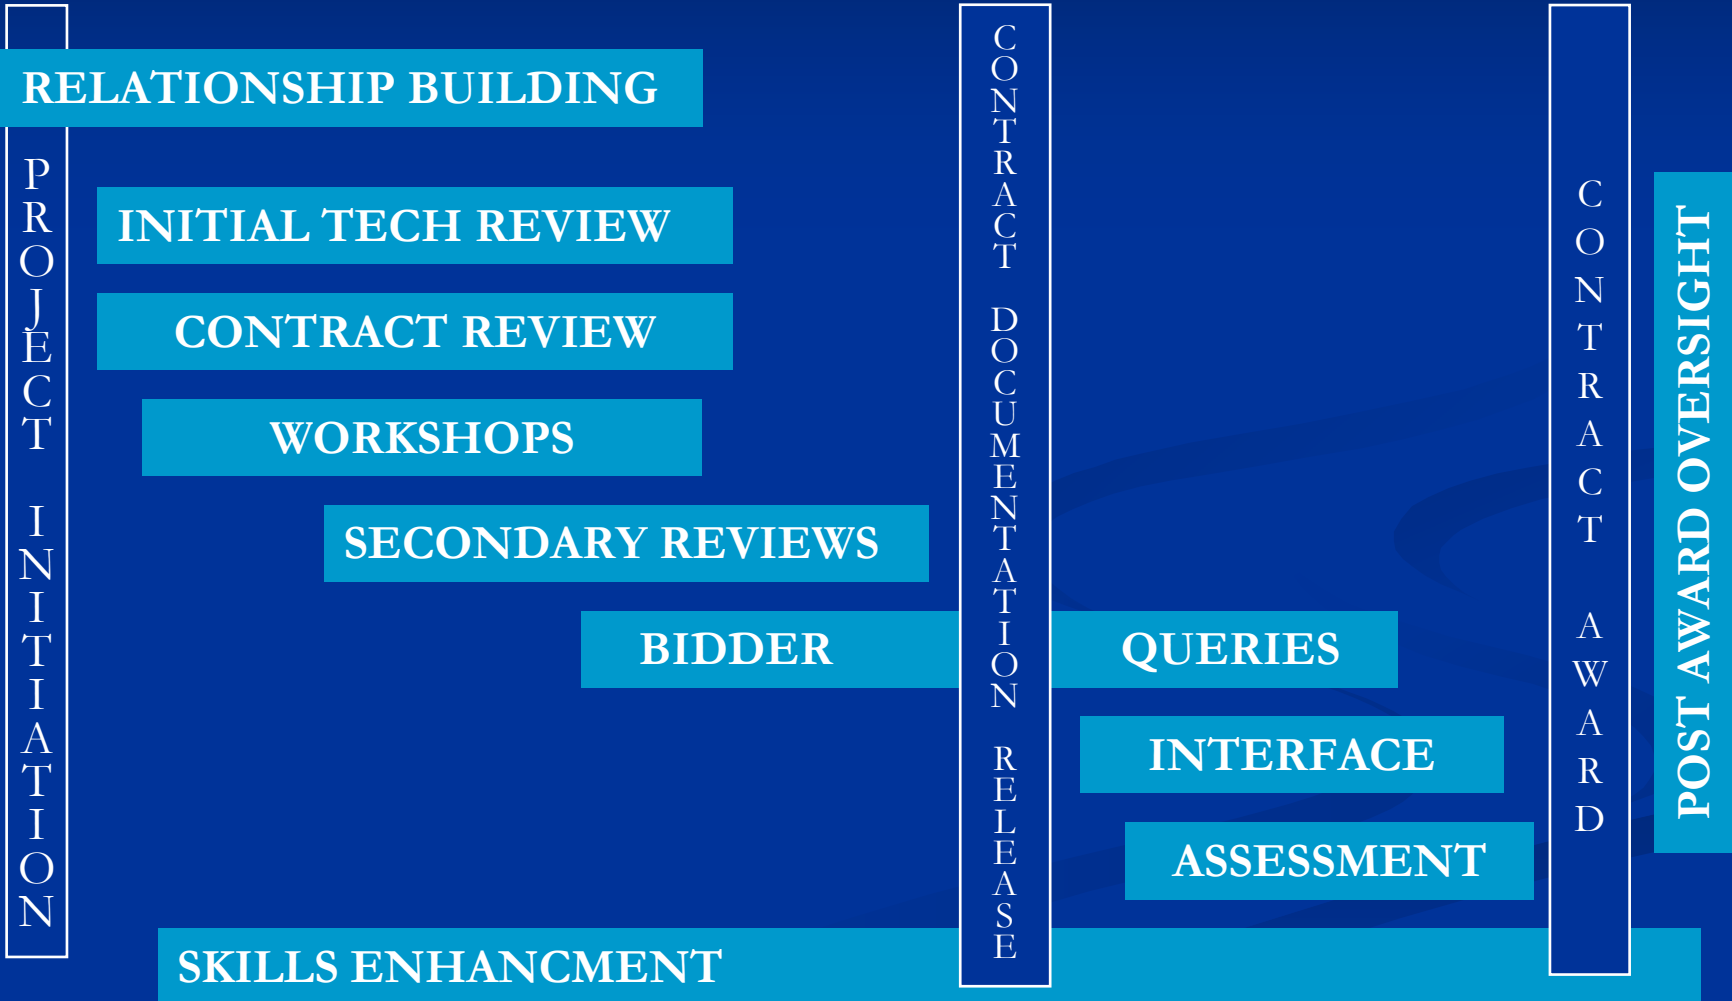 PROJECT INITIATION
RELATIONSHIP BUILDING
INITIAL TECH REVIEW
CONTRACT REVIEW
WORKSHOPS
SECONDARY REVIEWS
BIDDER QUERIES
INTERFACE
ASSESSMENT
SKILLS ENHANCMENT
CONTRACT DOCUMENTATION RELEASE
CONTRACT AWARD
POST AWARD OVERSIGHT